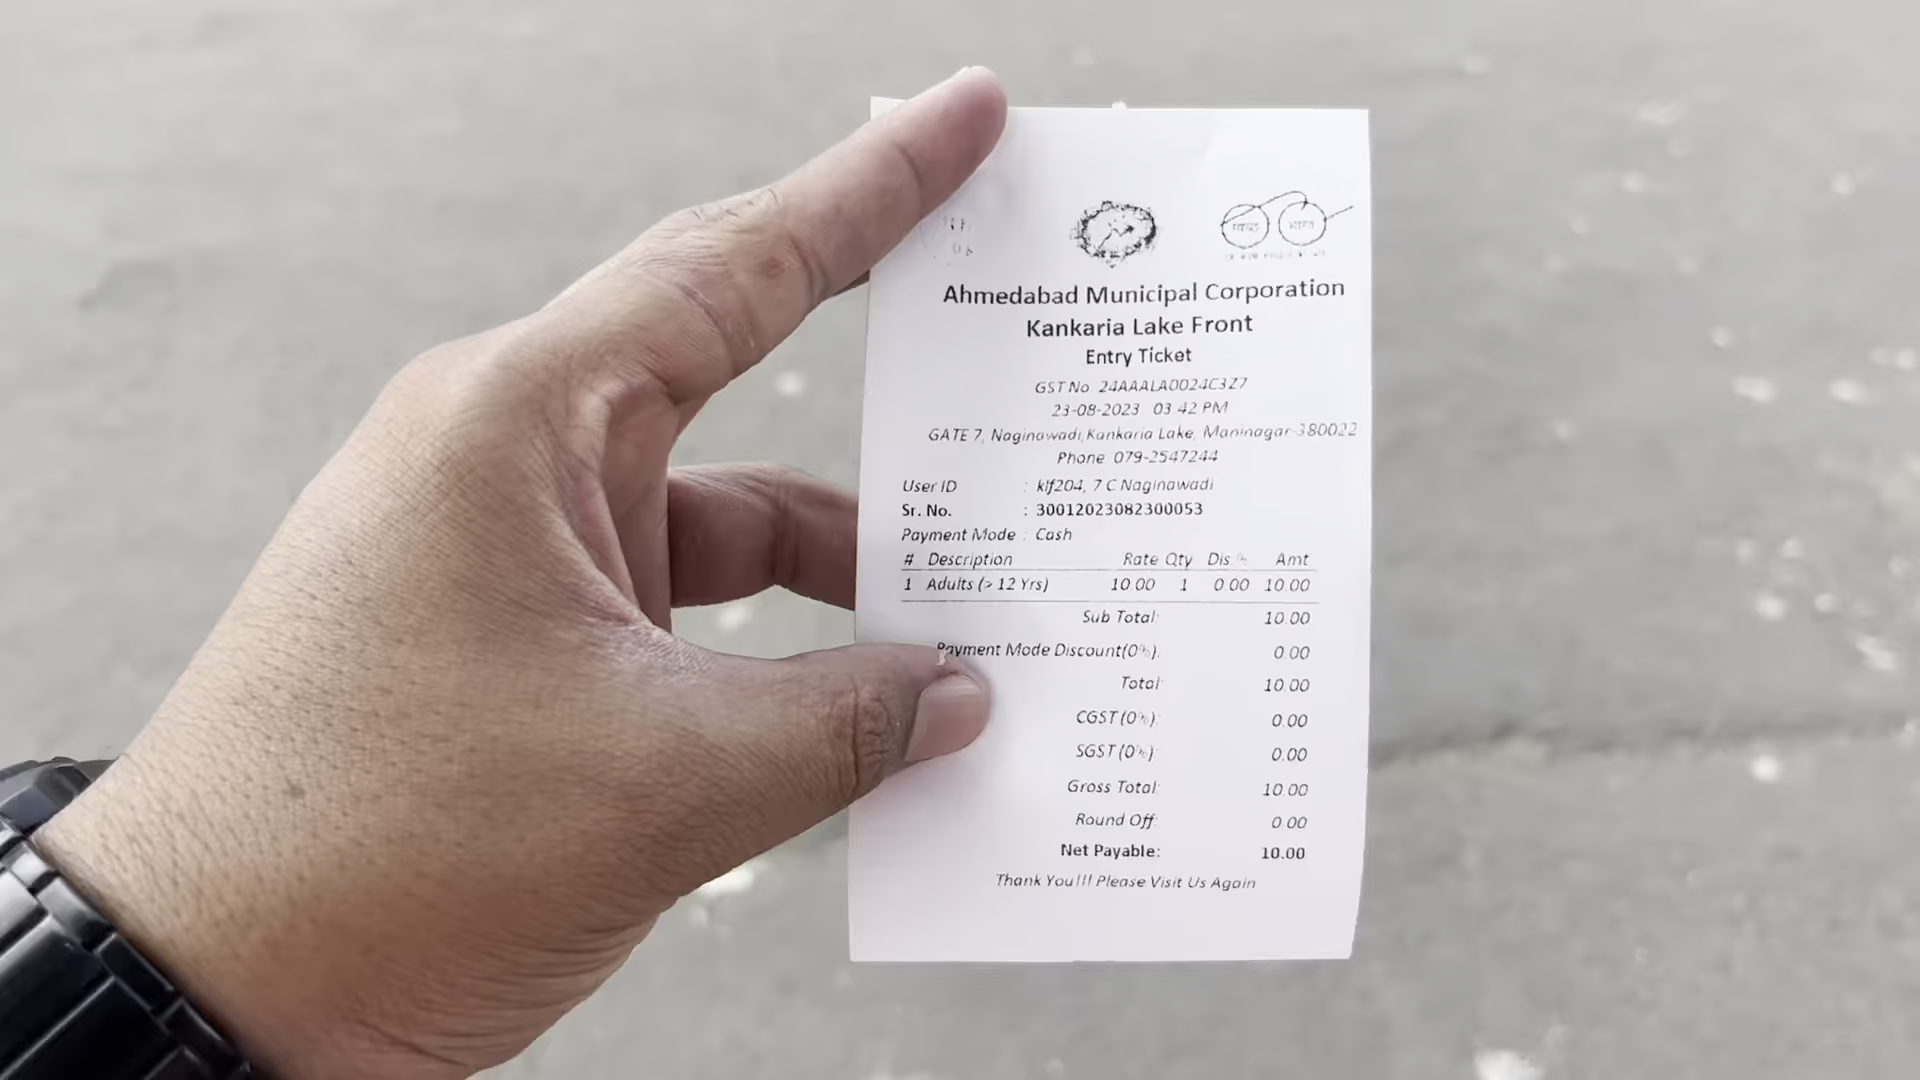 स्वच्छ भारत
Ahmedabad Municipal Corporation
Kankaria Lake Front
Entry Ticket
GST No 24AAALA0024C3Z7
23-08-2023 03 42 PM
GATE 7, Naginawadi,Kankaria Lake, Maninagar-380022
Phone 079-2547244
User ID : klf204, 7 C Naginawadi
Sr. No. : 30012023082300053
Payment Mode : Cash
# Description Rate Qty Dis % Amt
1 Adults (> 12 Yrs) 10.00 1 0.00 10.00
Sub Total: 10.00
Payment Mode Discount(0%): 0.00
Total: 10.00
CGST(0%): 0.00
SGST(0%): 0.00
Gross Total: 10.00
Round Off: 0.00
Net Payable: 10.00
Thank You!!! Please Visit Us Again